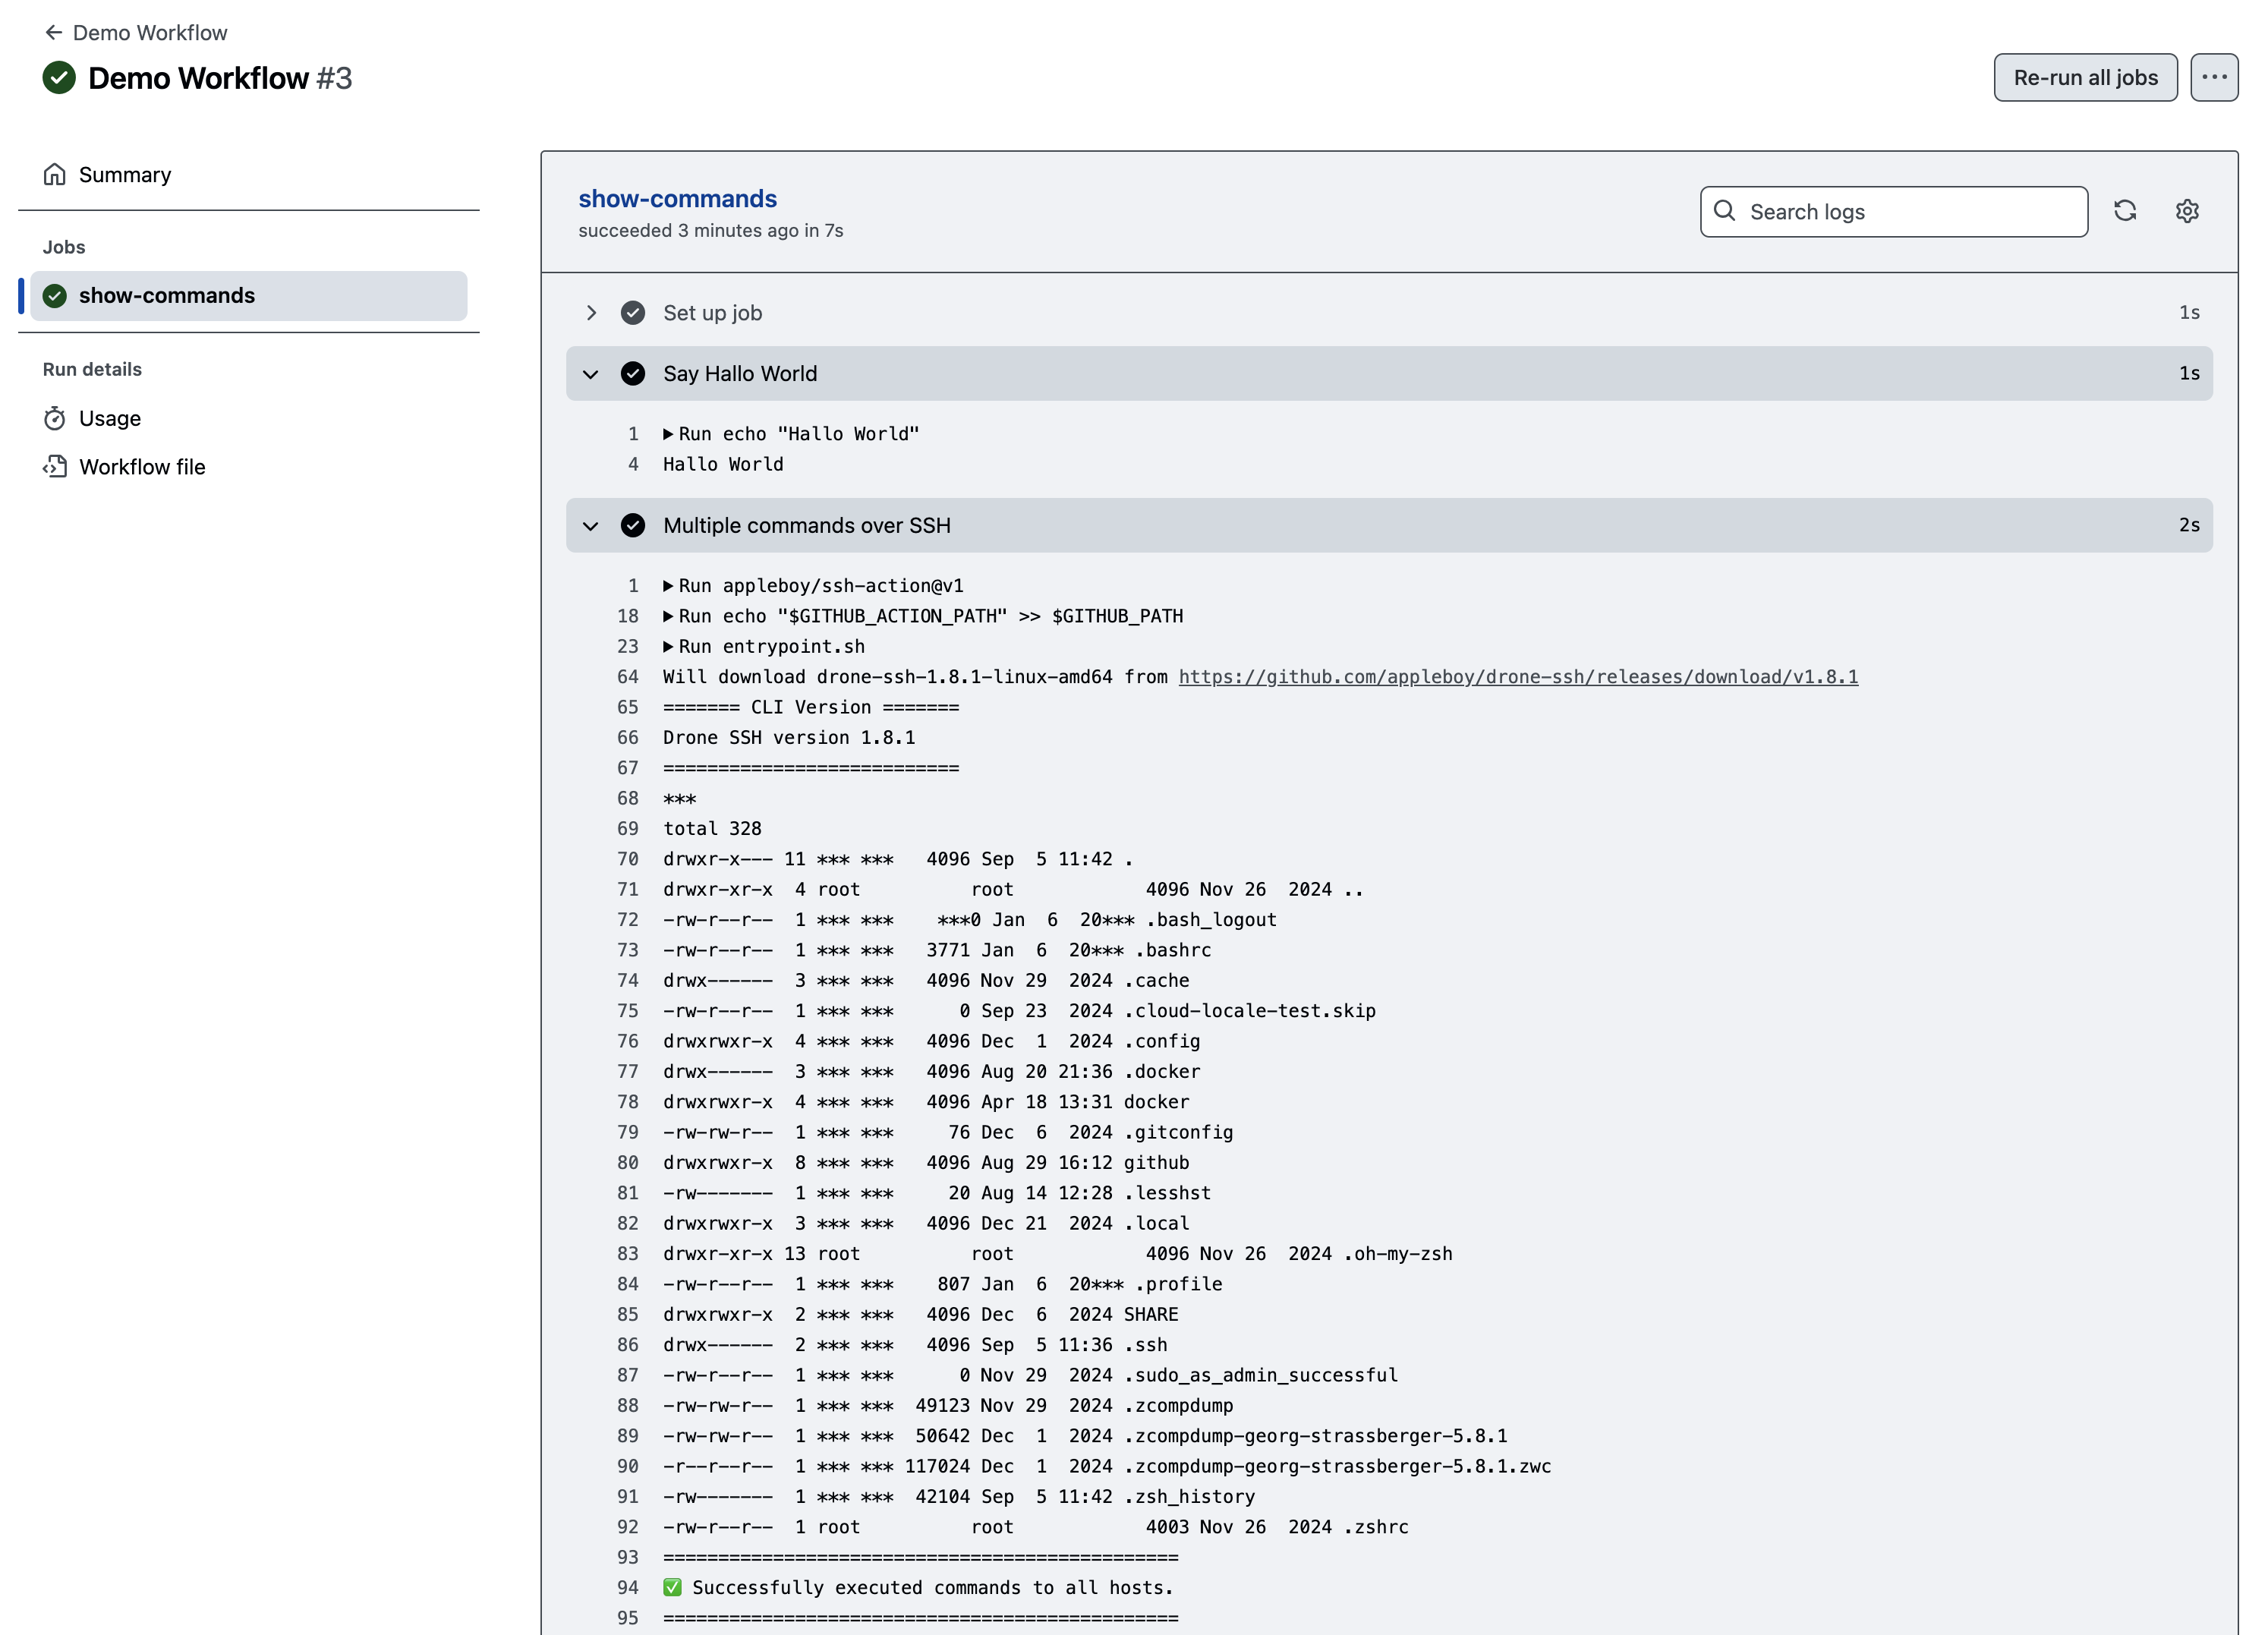 Demo Workflow
Demo Workflow #3
Re-run all jobs
Summary
Jobs
show-commands
Run details
Usage
Workflow file
show-commands
succeeded 3 minutes ago in 7s
Search logs
Set up job 1s
Say Hallo World 1s
1 Run echo "Hallo World"
4 Hallo World
Multiple commands over SSH 2s
1 Run appleboy/ssh-action@v1
18 Run echo "$GITHUB_ACTION_PATH" >> $GITHUB_PATH
23 Run entrypoint.sh
64 Will download drone-ssh-1.8.1-linux-amd64 from https://github.com/appleboy/drone-ssh/releases/download/v1.8.1
65 ======= CLI Version =======
66 Drone SSH version 1.8.1
67 ===========================
68 ***
69 total 328
70 drwxr-x--- 11 *** ***   4096 Sep  5 11:42 .
71 drwxr-xr-x  4 root          root            4096 Nov 26  2024 ..
72 -rw-r--r--  1 *** ***    ***0 Jan  6  20*** .bash_logout
73 -rw-r--r--  1 *** ***   3771 Jan  6  20*** .bashrc
74 drwx------  3 *** ***   4096 Nov 29  2024 .cache
75 -rw-r--r--  1 *** ***      0 Sep 23  2024 .cloud-locale-test.skip
76 drwxrwxr-x  4 *** ***   4096 Dec  1  2024 .config
77 drwx------  3 *** ***   4096 Aug 20 21:36 .docker
78 drwxrwxr-x  4 *** ***   4096 Apr 18 13:31 docker
79 -rw-rw-r--  1 *** ***     76 Dec  6  2024 .gitconfig
80 drwxrwxr-x  8 *** ***   4096 Aug 29 16:12 github
81 -rw-------  1 *** ***     20 Aug 14 12:28 .lesshst
82 drwxrwxr-x  3 *** ***   4096 Dec 21  2024 .local
83 drwxr-xr-x 13 root          root            4096 Nov 26  2024 .oh-my-zsh
84 -rw-r--r--  1 *** ***    807 Jan  6  20*** .profile
85 drwxrwxr-x  2 *** ***   4096 Dec  6  2024 SHARE
86 drwx------  2 *** ***   4096 Sep  5 11:36 .ssh
87 -rw-r--r--  1 *** ***      0 Nov 29  2024 .sudo_as_admin_successful
88 -rw-rw-r--  1 *** ***  49123 Nov 29  2024 .zcompdump
89 -rw-rw-r--  1 *** ***  50642 Dec  1  2024 .zcompdump-georg-strassberger-5.8.1
90 -r--r--r--  1 *** *** 117024 Dec  1  2024 .zcompdump-georg-strassberger-5.8.1.zwc
91 -rw-------  1 *** ***  42104 Sep  5 11:42 .zsh_history
92 -rw-r--r--  1 root          root            4003 Nov 26  2024 .zshrc
93 ===============================================
94 ✅ Successfully executed commands to all hosts.
95 ===============================================